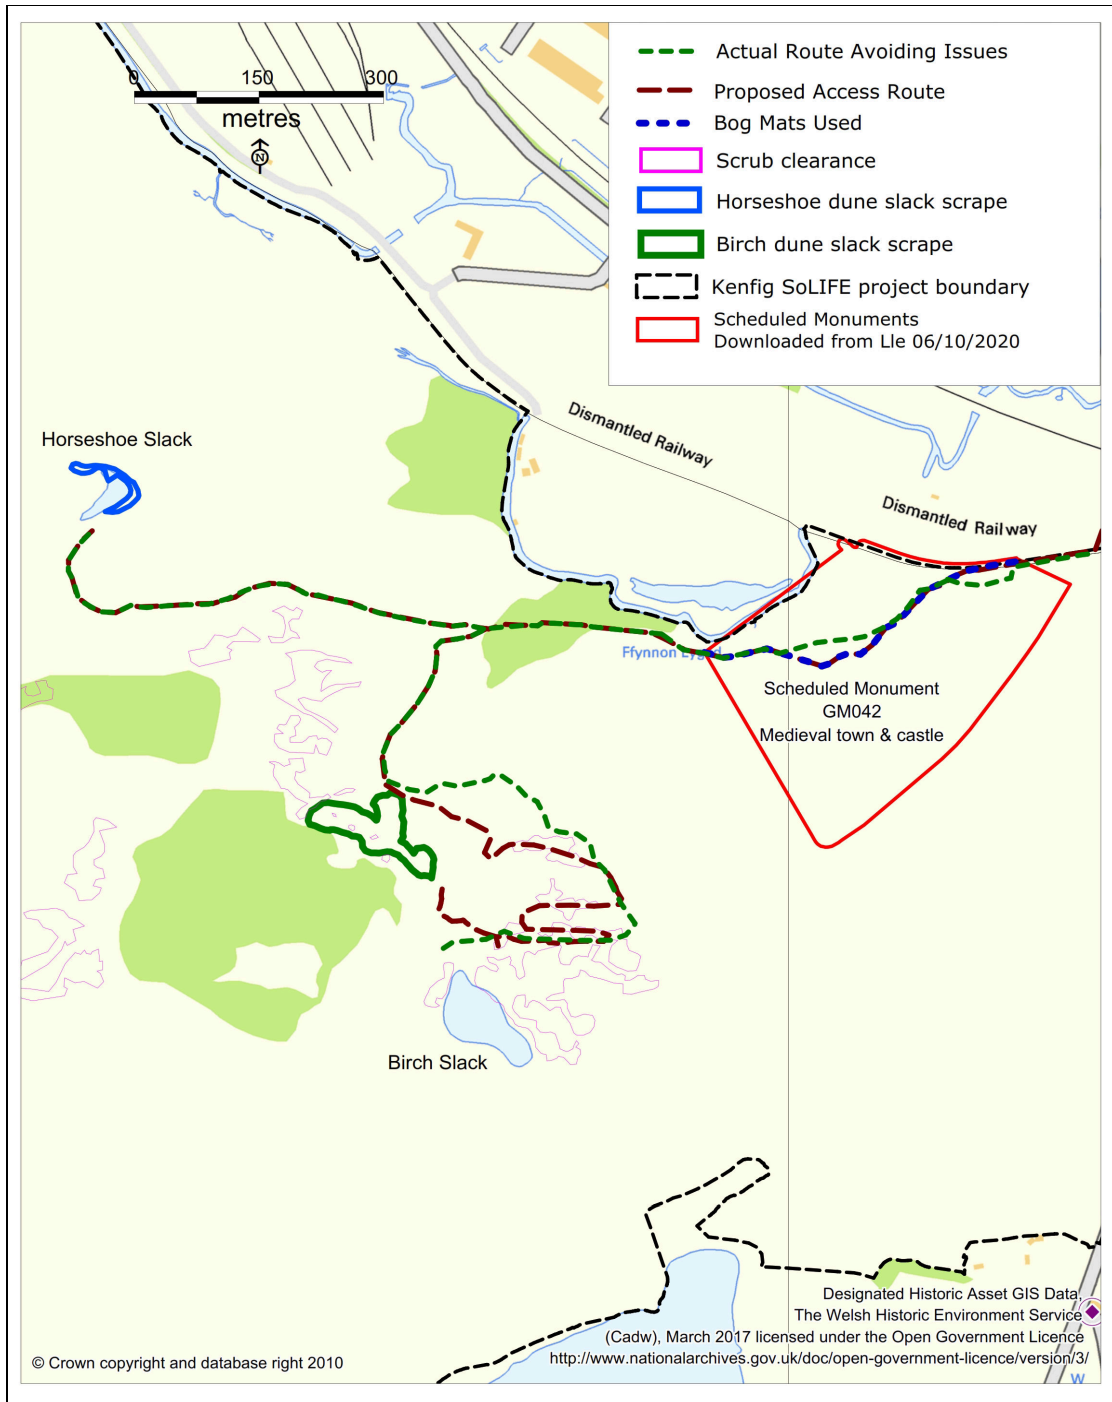 0 150 300
metres
N
Actual Route Avoiding Issues
Proposed Access Route
Bog Mats Used
Scrub clearance
Horseshoe dune slack scrape
Birch dune slack scrape
Kenfig SoLIFE project boundary
Scheduled Monuments
Downloaded from Lle 06/10/2020
Dismantled Railway
Horseshoe Slack
Dismantled Railway
Ffynnon Llygad
Scheduled Monument
GM042
Medieval town & castle
Birch Slack
Designated Historic Asset GIS Data,
The Welsh Historic Environment Service
(Cadw), March 2017 licensed under the Open Government Licence
http://www.nationalarchives.gov.uk/doc/open-government-licence/version/3/
© Crown copyright and database right 2010
W